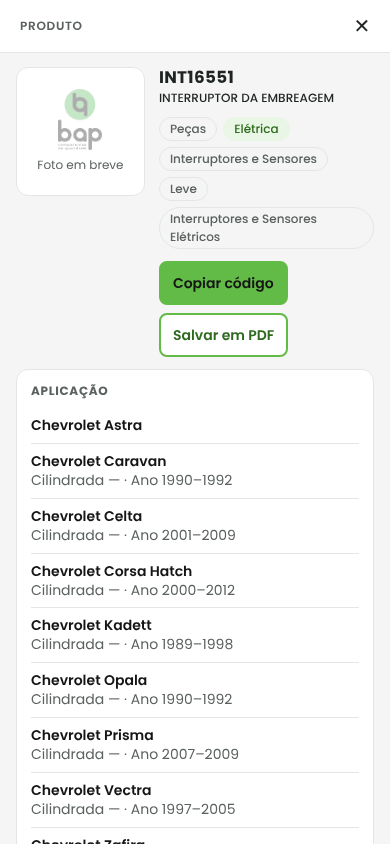 PRODUTO
INT16551
INTERRUPTOR DA EMBREAGEM
Peças
Elétrica
Interruptores e Sensores
Leve
Interruptores e Sensores
Elétricos
bap
Foto em breve
Copiar código
Salvar em PDF
APLICAÇÃO
Chevrolet Astra
Chevrolet Caravan
Cilindrada — · Ano 1990–1992
Chevrolet Celta
Cilindrada — · Ano 2001–2009
Chevrolet Corsa Hatch
Cilindrada — · Ano 2000–2012
Chevrolet Kadett
Cilindrada — · Ano 1989–1998
Chevrolet Opala
Cilindrada — · Ano 1990–1992
Chevrolet Prisma
Cilindrada — · Ano 2007–2009
Chevrolet Vectra
Cilindrada — · Ano 1997–2005
Chevrolet Zafira